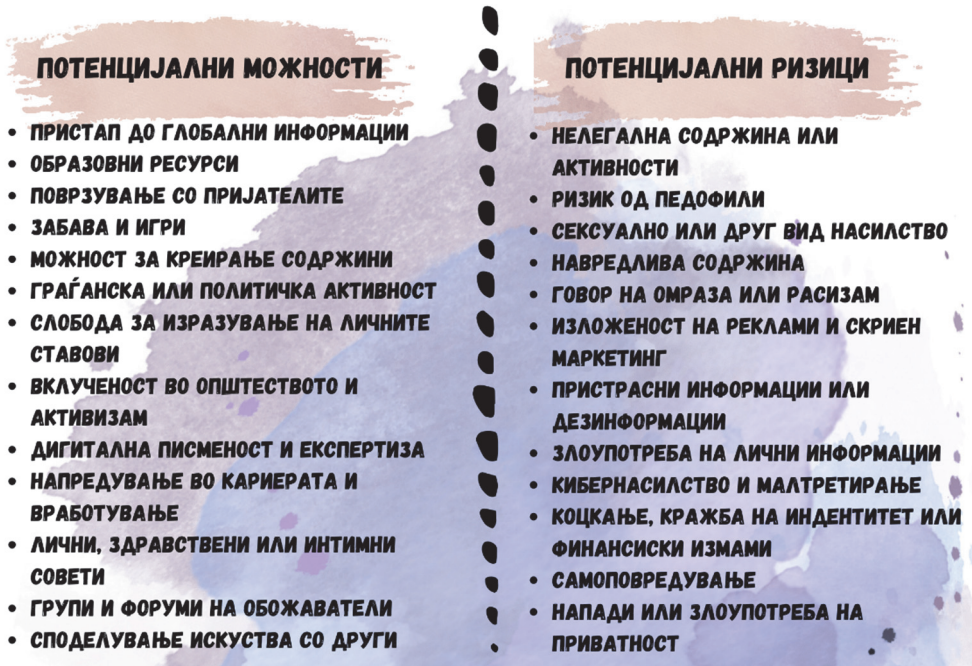 ПОТЕНЦИЈАЛНИ МОЖНОСТИ
• ПРИСТАП ДО ГЛОБАЛНИ ИНФОРМАЦИИ
• ОБРАЗОВНИ РЕСУРСИ
• ПОВРЗУВАЊЕ СО ПРИЈАТЕЛИТЕ
• ЗАБАВА И ИГРИ
• МОЖНОСТ ЗА КРЕИРАЊЕ СОДРЖИНИ
• ГРАЃАНСКА ИЛИ ПОЛИТИЧКА АКТИВНОСТ
• СЛОБОДА ЗА ИЗРАЗУВАЊЕ НА ЛИЧНИТЕ
СТАВОВИ
• ВКЛУЧЕНОСТ ВО ОПШТЕСТВОТО И
АКТИВИЗАМ
• ДИГИТАЛНА ПИСМЕНОСТ И ЕКСПЕРТИЗА
• НАПРЕДУВАЊЕ ВО КАРИЕРАТА И
ВРАБОТУВАЊЕ
• ЛИЧНИ, ЗДРАВСТВЕНИ ИЛИ ИНТИМНИ
СОВЕТИ
• ГРУПИ И ФОРУМИ НА ОБОЖАВАТЕЛИ
• СПОДЕЛУВАЊЕ ИСКУСТВА СО ДРУГИ
ПОТЕНЦИЈАЛНИ РИЗИЦИ
• НЕЛЕГАЛНА СОДРЖИНА ИЛИ
АКТИВНОСТИ
• РИЗИК ОД ПЕДОФИЛИ
• СЕКСУАЛНО ИЛИ ДРУГ ВИД НАСИЛСТВО
• НАВРЕДЛИВА СОДРЖИНА
• ГОВОР НА ОМРАЗА ИЛИ РАСИЗАМ
• ИЗЛОЖЕНОСТ НА РЕКЛАМИ И СКРИЕН
МАРКЕТИНГ
• ПРИСТРАСНИ ИНФОРМАЦИИ ИЛИ
ДЕЗИНФОРМАЦИИ
• ЗЛОУПОТРЕБА НА ЛИЧНИ ИНФОРМАЦИИ
• КИБЕРНАСИЛСТВО И МАЛТРЕТИРАЊЕ
• КОЦКАЊЕ, КРАЖБА НА ИНДЕНТИТЕТ ИЛИ
ФИНАНСИСКИ ИЗМАМИ
• САМОПОВРЕДУВАЊЕ
• НАПАДИ ИЛИ ЗЛОУПОТРЕБА НА
ПРИВАТНОСТ